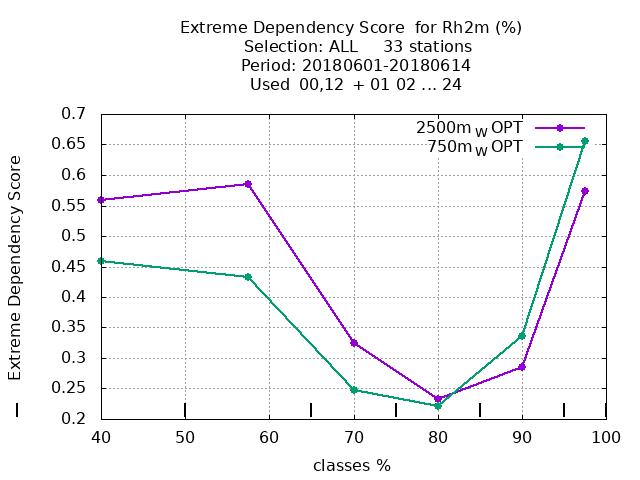 Extreme Dependency Score  for Rh2m (%)
Selection: ALL     33 stations
Period: 20180601-20180614
Used  00,12  + 01 02 ... 24
0.7
0.65
0.6
0.55
0.5
0.45
0.4
0.35
0.3
0.25
0.2
Extreme Dependency Score
2500m W OPT
750m W OPT
40 50 60 70 80 90 100
classes %